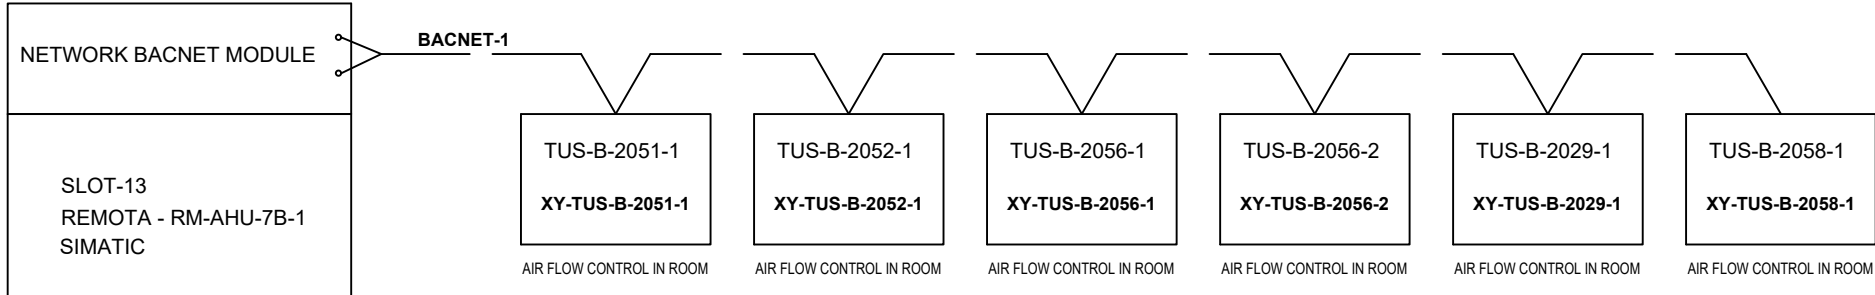 NETWORK BACNET MODULE
BACNET-1
SLOT-13
REMOTA - RM-AHU-7B-1
SIMATIC
TUS-B-2051-1
XY-TUS-B-2051-1
AIR FLOW CONTROL IN ROOM
TUS-B-2052-1
XY-TUS-B-2052-1
AIR FLOW CONTROL IN ROOM
TUS-B-2056-1
XY-TUS-B-2056-1
AIR FLOW CONTROL IN ROOM
TUS-B-2056-2
XY-TUS-B-2056-2
AIR FLOW CONTROL IN ROOM
TUS-B-2029-1
XY-TUS-B-2029-1
AIR FLOW CONTROL IN ROOM
TUS-B-2058-1
XY-TUS-B-2058-1
AIR FLOW CONTROL IN ROOM